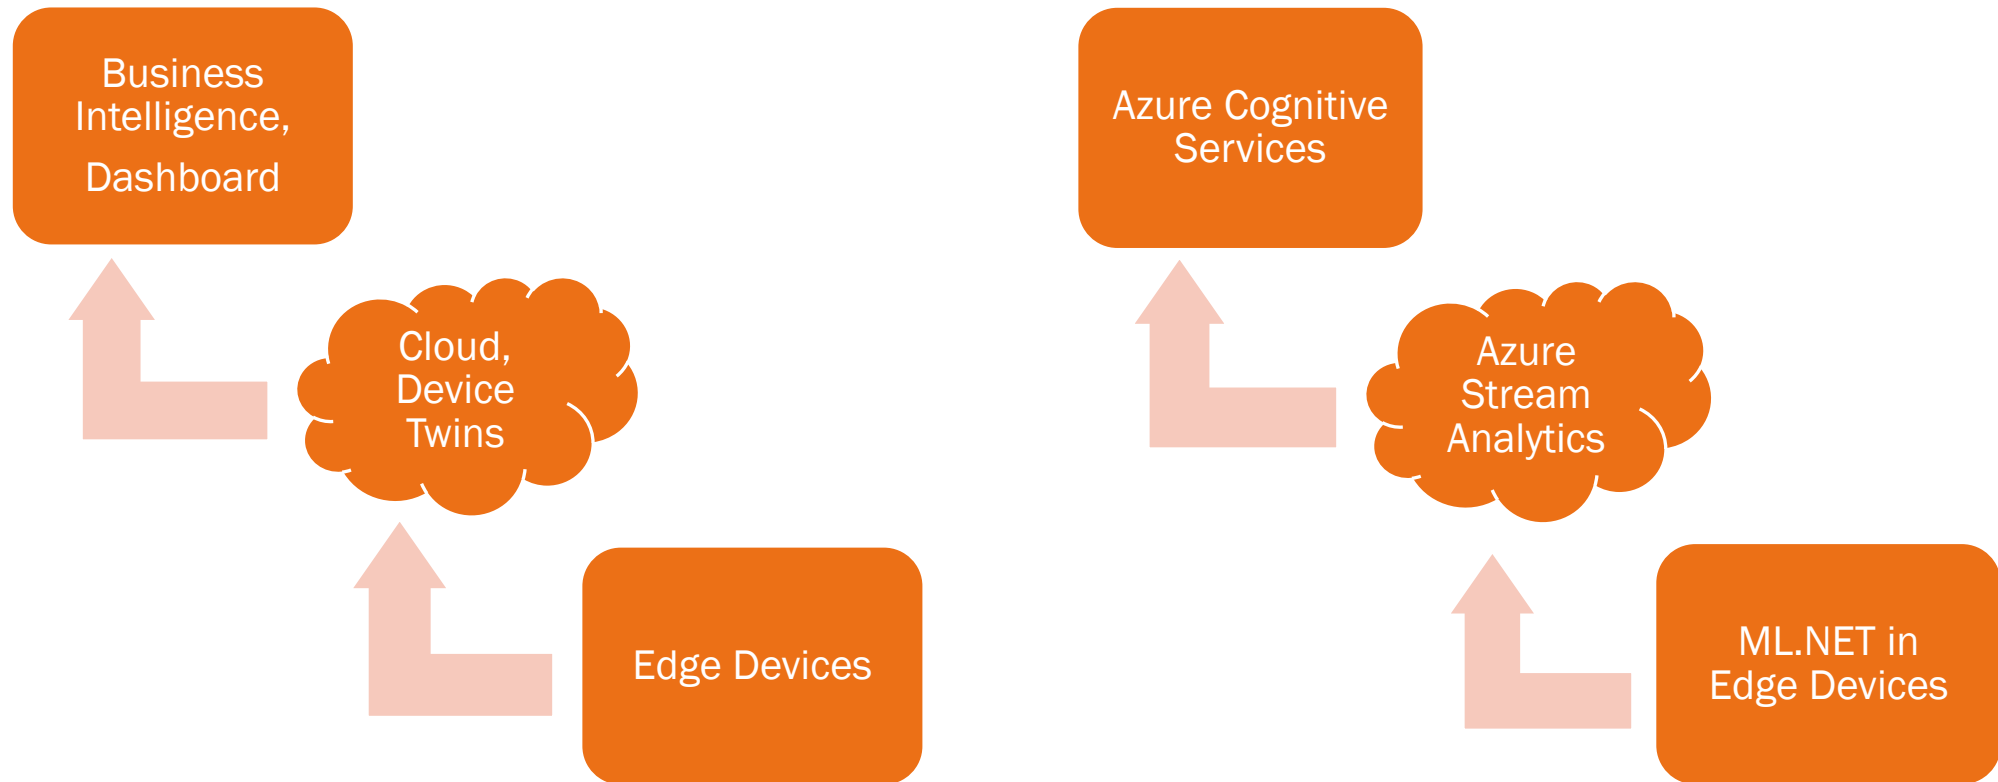 Business
Intelligence,
Dashboard
Cloud,
Device
Twins
Edge Devices
Azure Cognitive
Services
Azure
Stream
Analytics
ML.NET in
Edge Devices